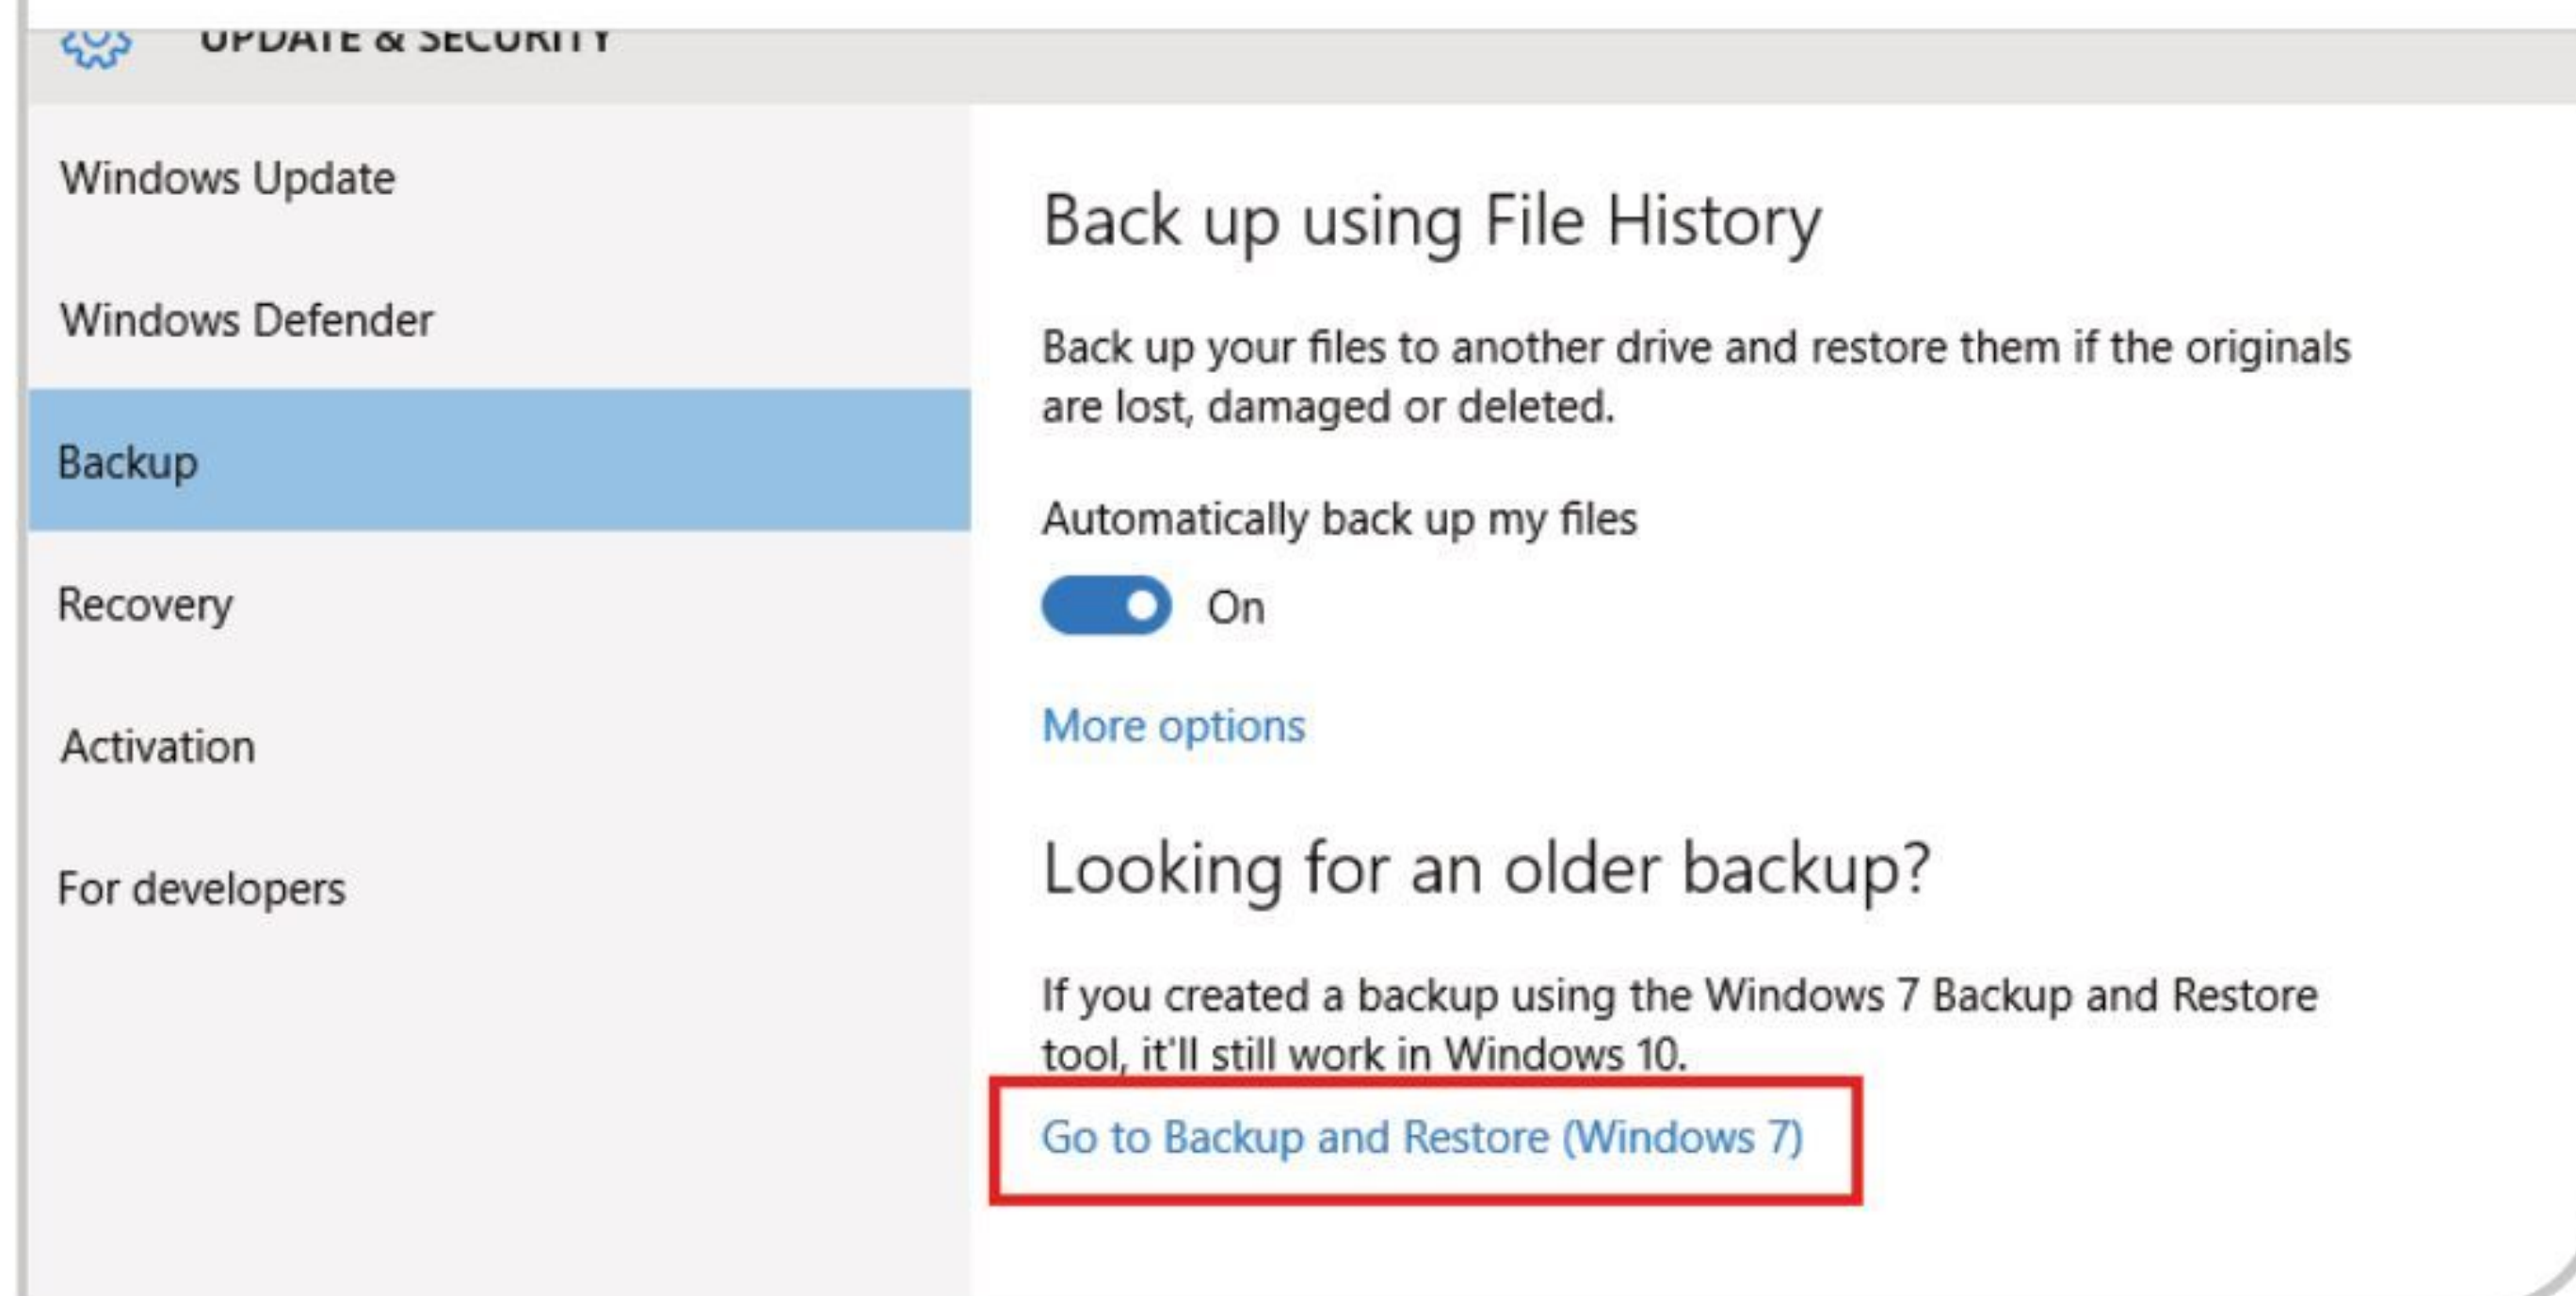 UPDATE & SECURITY
Windows Update
Windows Defender
Backup
Recovery
Activation
For developers
Back up using File History
Back up your files to another drive and restore them if the originals
are lost, damaged or deleted.
Automatically back up my files
On
More options
Looking for an older backup?
If you created a backup using the Windows 7 Backup and Restore
tool, it'll still work in Windows 10.
Go to Backup and Restore (Windows 7)